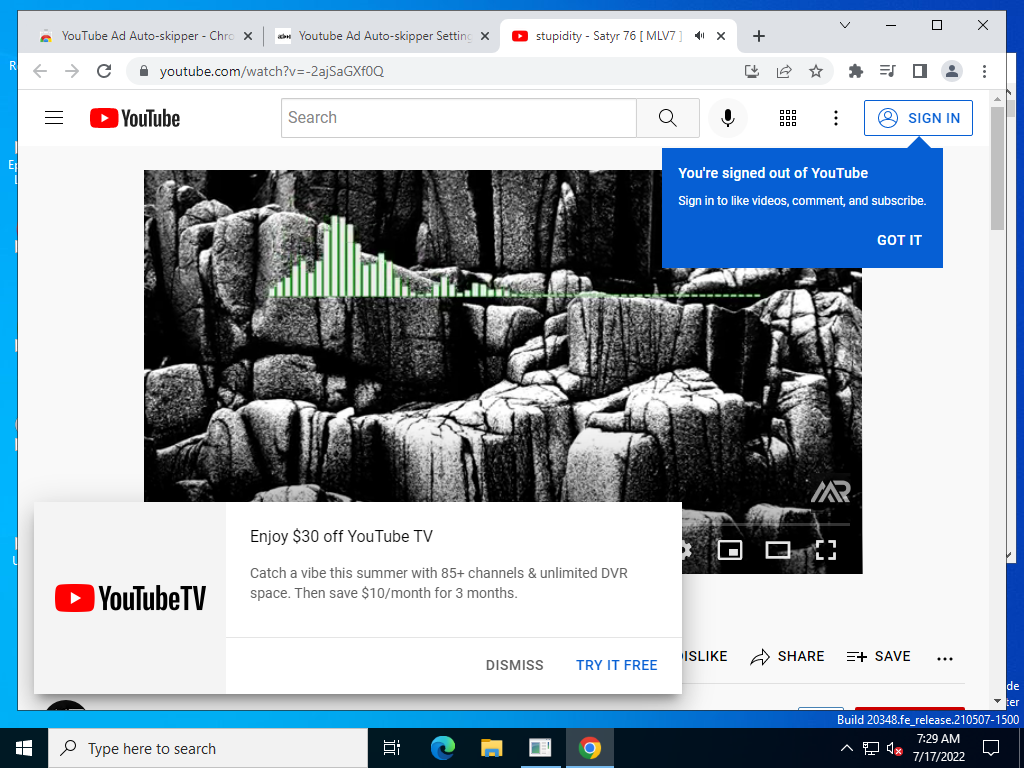 YouTube Ad Auto-skipper - Chro
Youtube Ad Auto-skipper Setting
stupidity - Satyr 76 [ MLV7 ]
youtube.com/watch?v=-2ajSaGXf0Q
YouTube
Search
SIGN IN
You're signed out of YouTube
Sign in to like videos, comment, and subscribe.
GOT IT
MR
Enjoy $30 off YouTube TV
Catch a vibe this summer with 85+ channels & unlimited DVR
space. Then save $10/month for 3 months.
YouTubeTV
DISMISS
TRY IT FREE
DISLIKE
SHARE
SAVE
Build 20348.fe_release.210507-1500
Type here to search
7:29 AM
7/17/2022